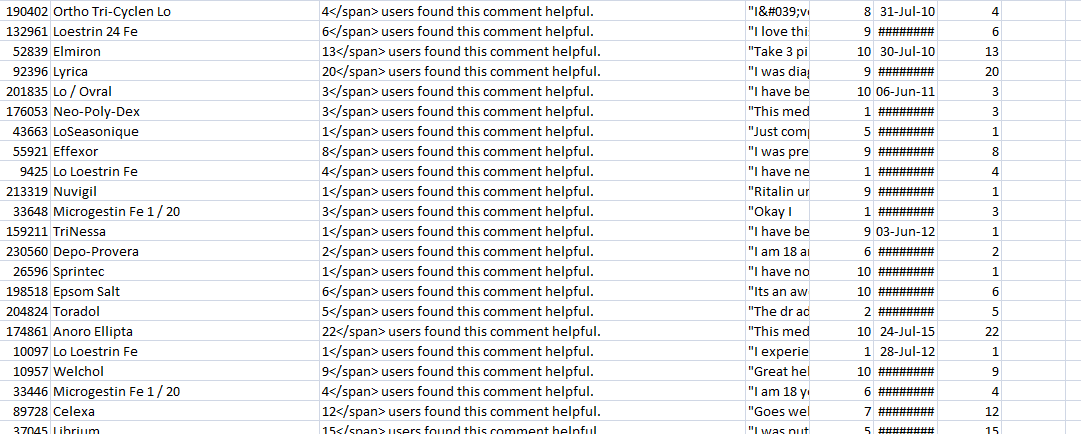 190402 Ortho Tri-Cyclen Lo 4</span> users found this comment helpful. "I&#039;v 8 31-Jul-10 4
132961 Loestrin 24 Fe 6</span> users found this comment helpful. "I love thi 9 ######## 6
52839 Elmiron 13</span> users found this comment helpful. "Take 3 pi 10 30-Jul-10 13
92396 Lyrica 20</span> users found this comment helpful. "I was diag 9 ######## 20
201835 Lo / Ovral 3</span> users found this comment helpful. "I have be 10 06-Jun-11 3
176053 Neo-Poly-Dex 3</span> users found this comment helpful. "This med 1 ######## 3
43663 LoSeasonique 1</span> users found this comment helpful. "Just comp 5 ######## 1
55921 Effexor 8</span> users found this comment helpful. "I was pre 9 ######## 8
9425 Lo Loestrin Fe 4</span> users found this comment helpful. "I have ne 1 ######## 4
213319 Nuvigil 1</span> users found this comment helpful. "Ritalin ur 9 ######## 1
33648 Microgestin Fe 1 / 20 3</span> users found this comment helpful. "Okay I 1 ######## 3
159211 TriNessa 1</span> users found this comment helpful. "I have be 9 03-Jun-12 1
230560 Depo-Provera 2</span> users found this comment helpful. "I am 18 a 6 ######## 2
26596 Sprintec 1</span> users found this comment helpful. "I have no 10 ######## 1
198518 Epsom Salt 6</span> users found this comment helpful. "Its an aw 10 ######## 6
204824 Toradol 5</span> users found this comment helpful. "The dr ad 2 ######## 5
174861 Anoro Ellipta 22</span> users found this comment helpful. "This med 10 24-Jul-15 22
10097 Lo Loestrin Fe 1</span> users found this comment helpful. "I experie 1 28-Jul-12 1
10957 Welchol 9</span> users found this comment helpful. "Great hel 10 ######## 9
33446 Microgestin Fe 1 / 20 4</span> users found this comment helpful. "I am 18 y 6 ######## 4
89728 Celexa 12</span> users found this comment helpful. "Goes wel 7 ######## 12
37045 Librium 15</span> users found this comment helpful. "I was put 5 ######## 15